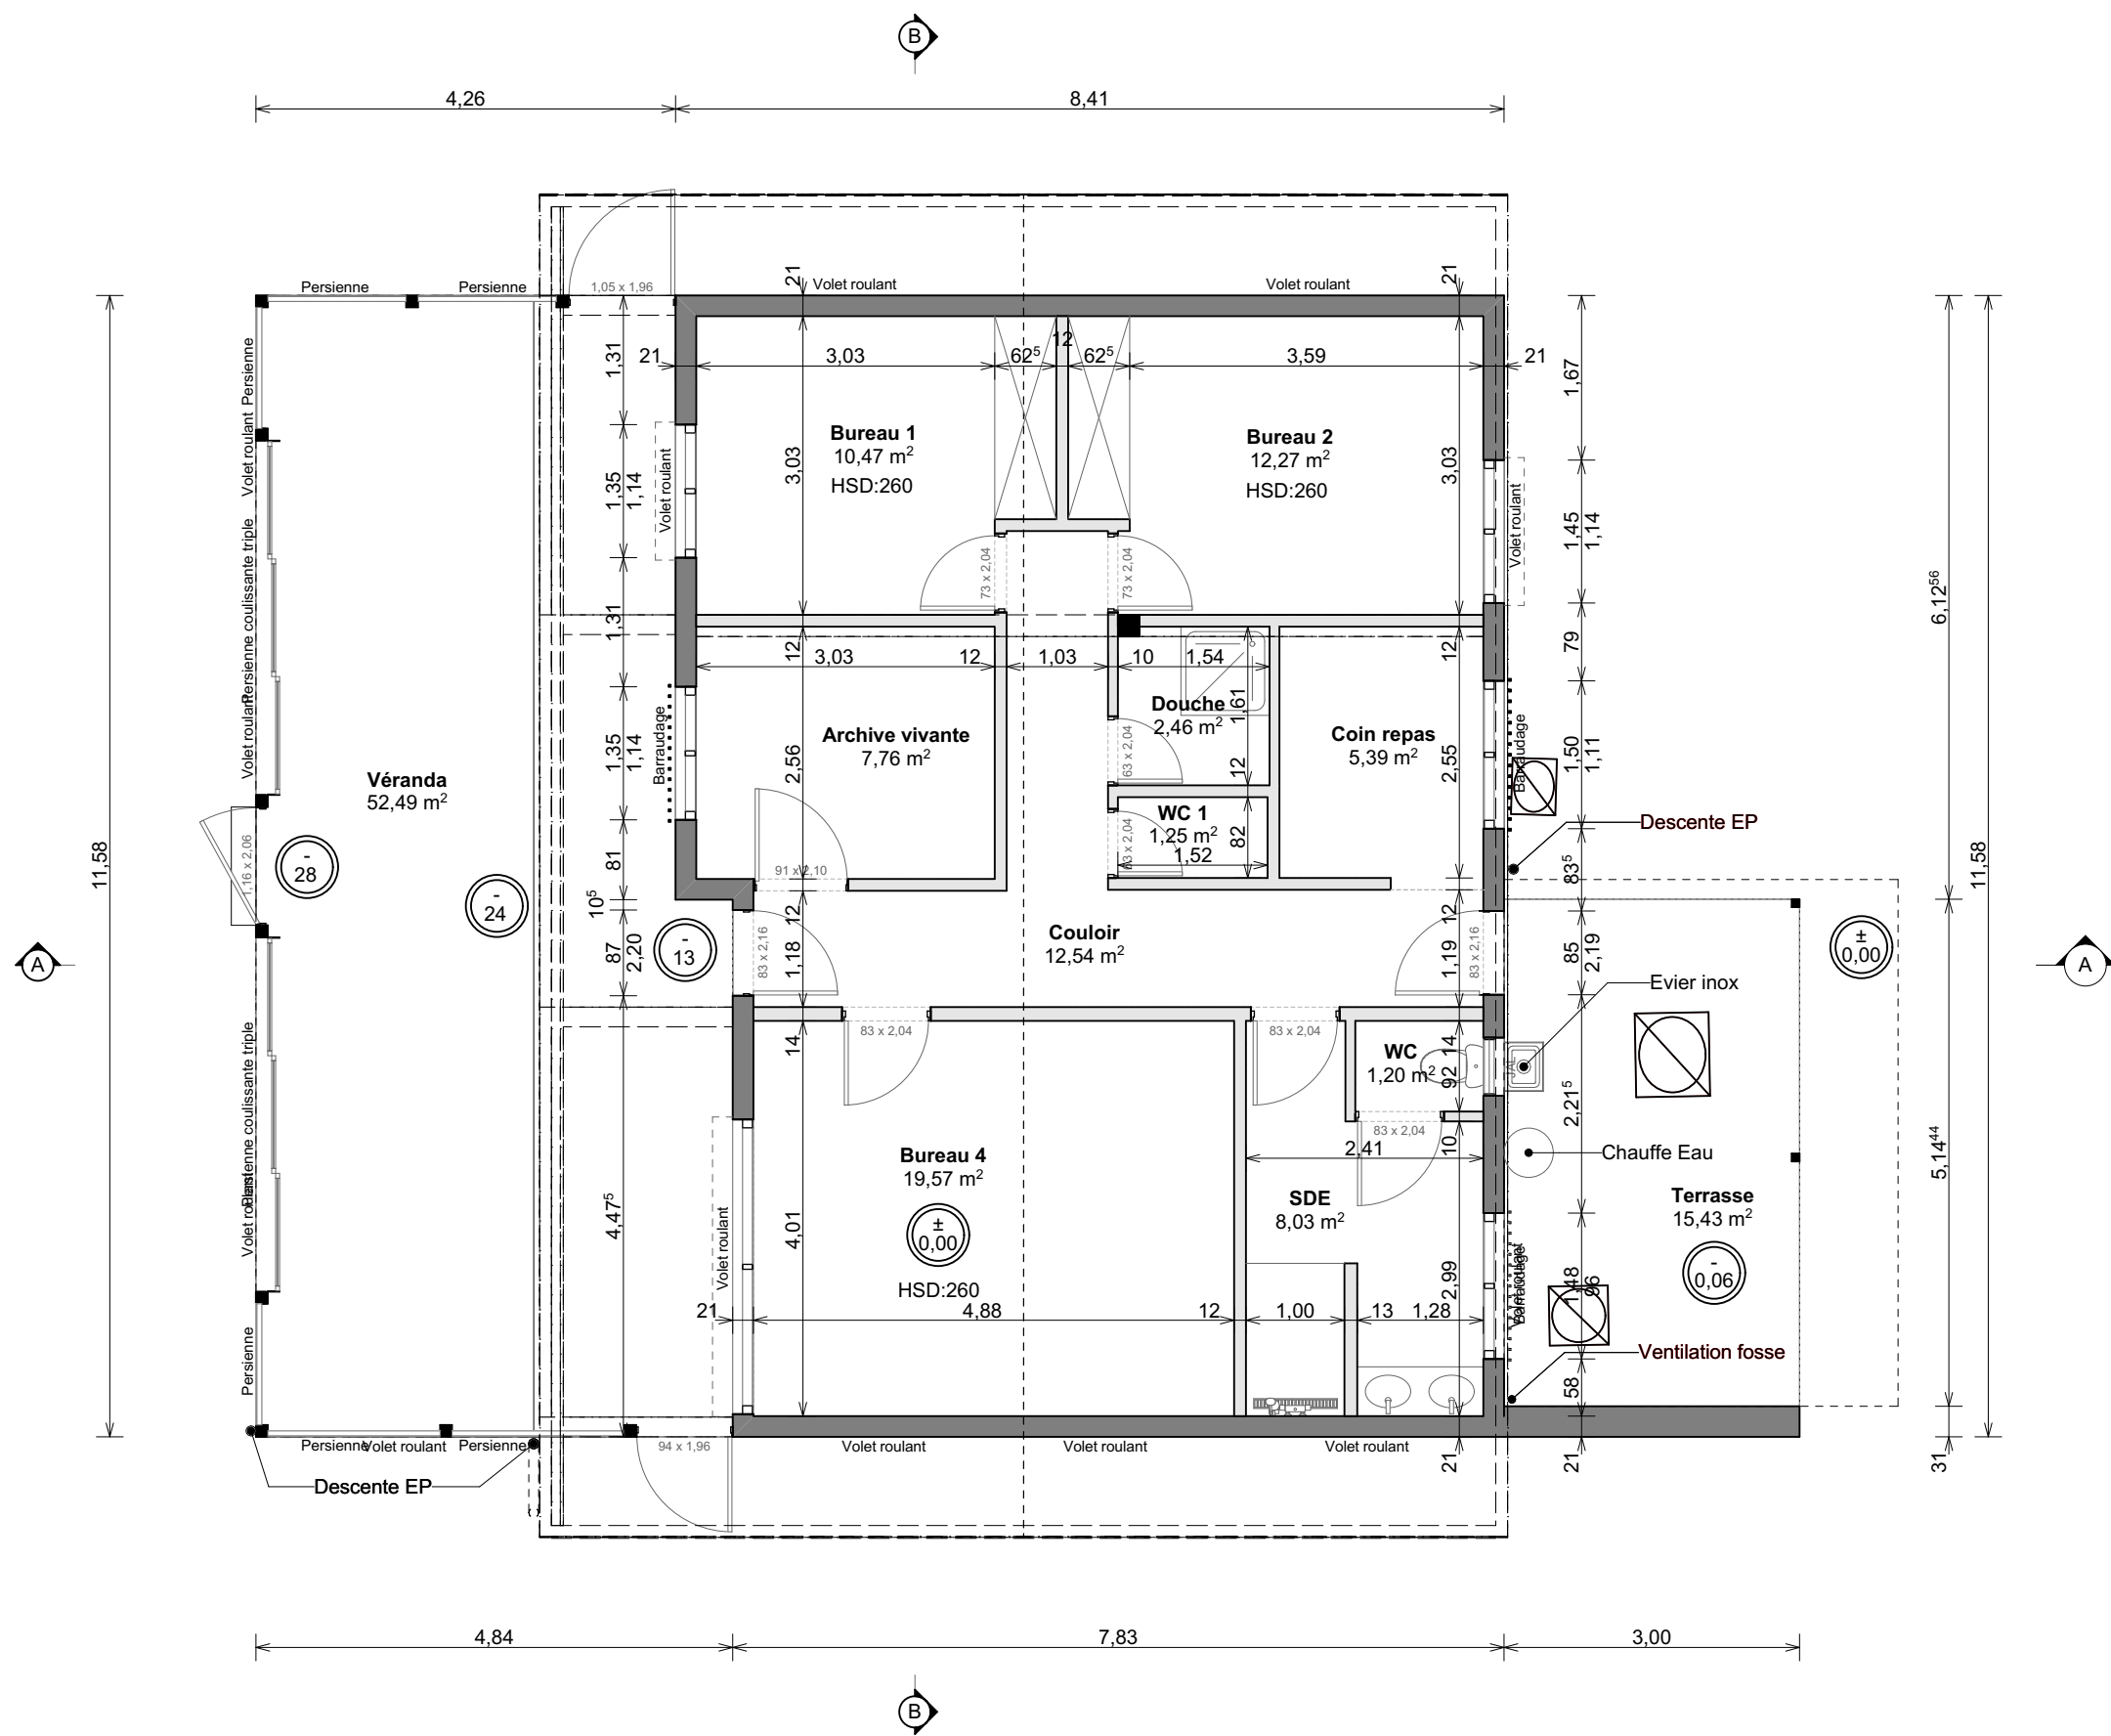 B
4,26
8,41
1,05 x 1,96
Persienne
Persienne
21
Volet roulant
Volet roulant
21
12
21
3,03
62⁵
62⁵
3,59
21
1,31
1,67
Persienne
Volet roulant
Bureau 1
10,47 m²
HSD:260
Bureau 2
12,27 m²
HSD:260
3,03
3,03
1,35
1,14
Volet roulant
1,45
1,14
Volet roulant
Persienne coulissante triple
73 x 2,04
73 x 2,04
6,12⁵⁶
1,31
79
12
3,03
12
1,03
10
1,54
12
Volet roulant
Barraudage
1,35
1,14
Archive vivante
7,76 m²
2,56
Douche
2,46 m²
1,61
63 x 2,04
12
Coin repas
5,39 m²
2,55
1,50
1,11
Barraudage
Véranda
52,49 m²
WC 1
1,25 m²
1,52
82
63 x 2,04
Descente EP
11,58
11,58
1,16 x 2,06
-
28
-
24
81
91 x 2,10
83⁵
10⁵
12
12
87
2,20
-
13
83 x 2,16
1,18
Couloir
12,54 m²
1,19
83 x 2,16
85
2,19
±
0,00
A
A
Evier inox
83 x 2,04
83 x 2,04
14
14
WC
1,20 m²
92
JAL
Persienne coulissante triple
83 x 2,04
2,41
10
2,21⁵
Chauffe Eau
Bureau 4
19,57 m²
±
0,00
HSD:260
SDE
8,03 m²
Terrasse
15,43 m²
-
0,06
5,14⁴⁴
4,47⁵
Volet roulant
Volet roulant
4,01
2,99
1,48
96
Volet roulant
Barraudage
21
4,88
12
1,00
13
1,28
Persienne
Ventilation fosse
58
Persienne
Volet roulant
Persienne
94 x 1,96
Volet roulant
Volet roulant
Volet roulant
21
21
31
Descente EP
4,84
7,83
3,00
B